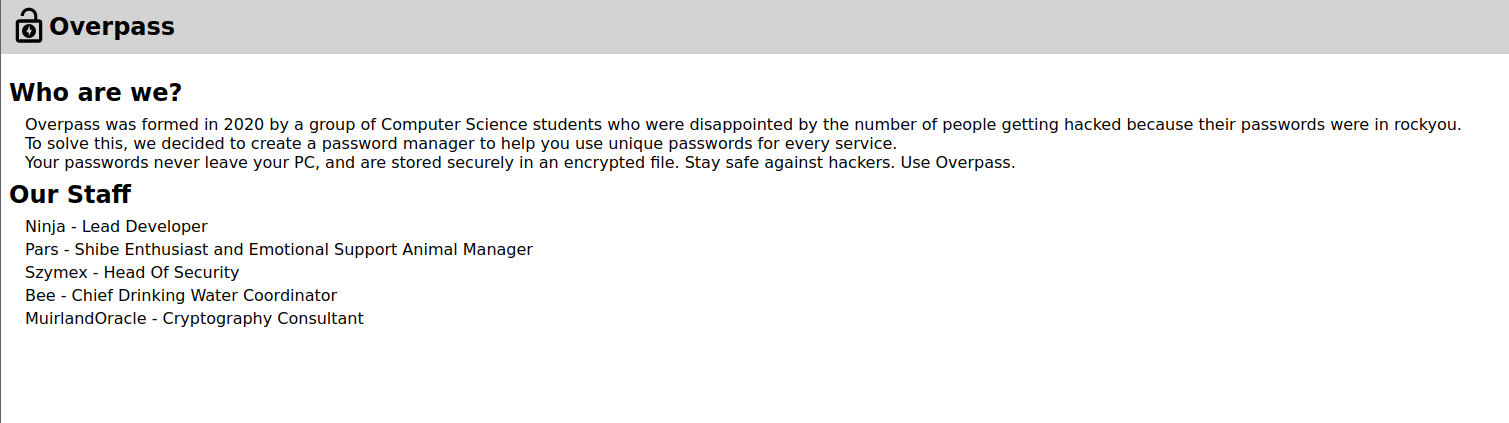 Overpass
Who are we?
Overpass was formed in 2020 by a group of Computer Science students who were disappointed by the number of people getting hacked because their passwords were in rockyou.
To solve this, we decided to create a password manager to help you use unique passwords for every service.
Your passwords never leave your PC, and are stored securely in an encrypted file. Stay safe against hackers. Use Overpass.
Our Staff
Ninja - Lead Developer
Pars - Shibe Enthusiast and Emotional Support Animal Manager
Szymex - Head Of Security
Bee - Chief Drinking Water Coordinator
MuirlandOracle - Cryptography Consultant